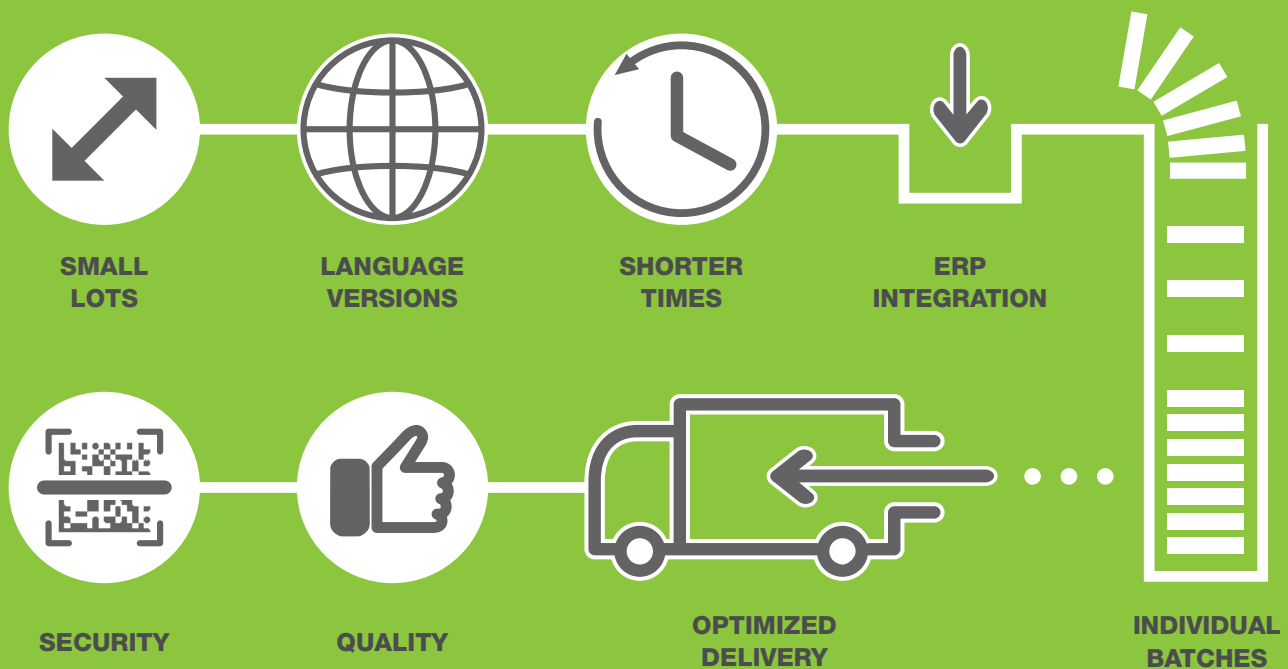 SMALL
LOTS
LANGUAGE
VERSIONS
SHORTER
TIMES
ERP
INTEGRATION
SECURITY
QUALITY
OPTIMIZED
DELIVERY
INDIVIDUAL
BATCHES